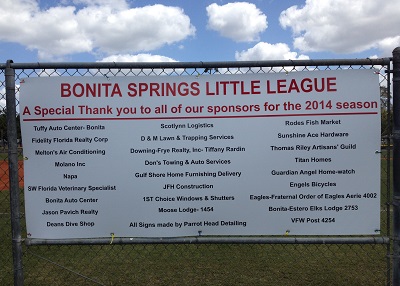 BONITA SPRINGS LITTLE LEAGUE
A Special Thank you to all of our sponsors for the 2014 season
Tuffy Auto Center- Bonita
Fidelity Florida Realty Corp
Melton's Air Conditioning
Molano Inc
Napa
SW Florida Veterinary Specialist
Bonita Auto Center
Jason Pavich Realty
Deans Dive Shop
Scotlynn Logistics
D & M Lawn & Trapping Services
Downing-Frye Realty, Inc- Tiffany Rardin
Don's Towing & Auto Services
Gulf Shore Home Furnishing Delivery
JFH Construction
1ST Choice Windows & Shutters
Moose Lodge- 1454
All Signs made by Parrot Head Detailing
Rodes Fish Market
Sunshine Ace Hardware
Thomas Riley Artisans' Guild
Titan Homes
Guardian Angel Home-watch
Engels Bicycles
Eagles-Fraternal Order of Eagles Aerie 4002
Bonita-Estero Elks Lodge 2753
VFW Post 4254